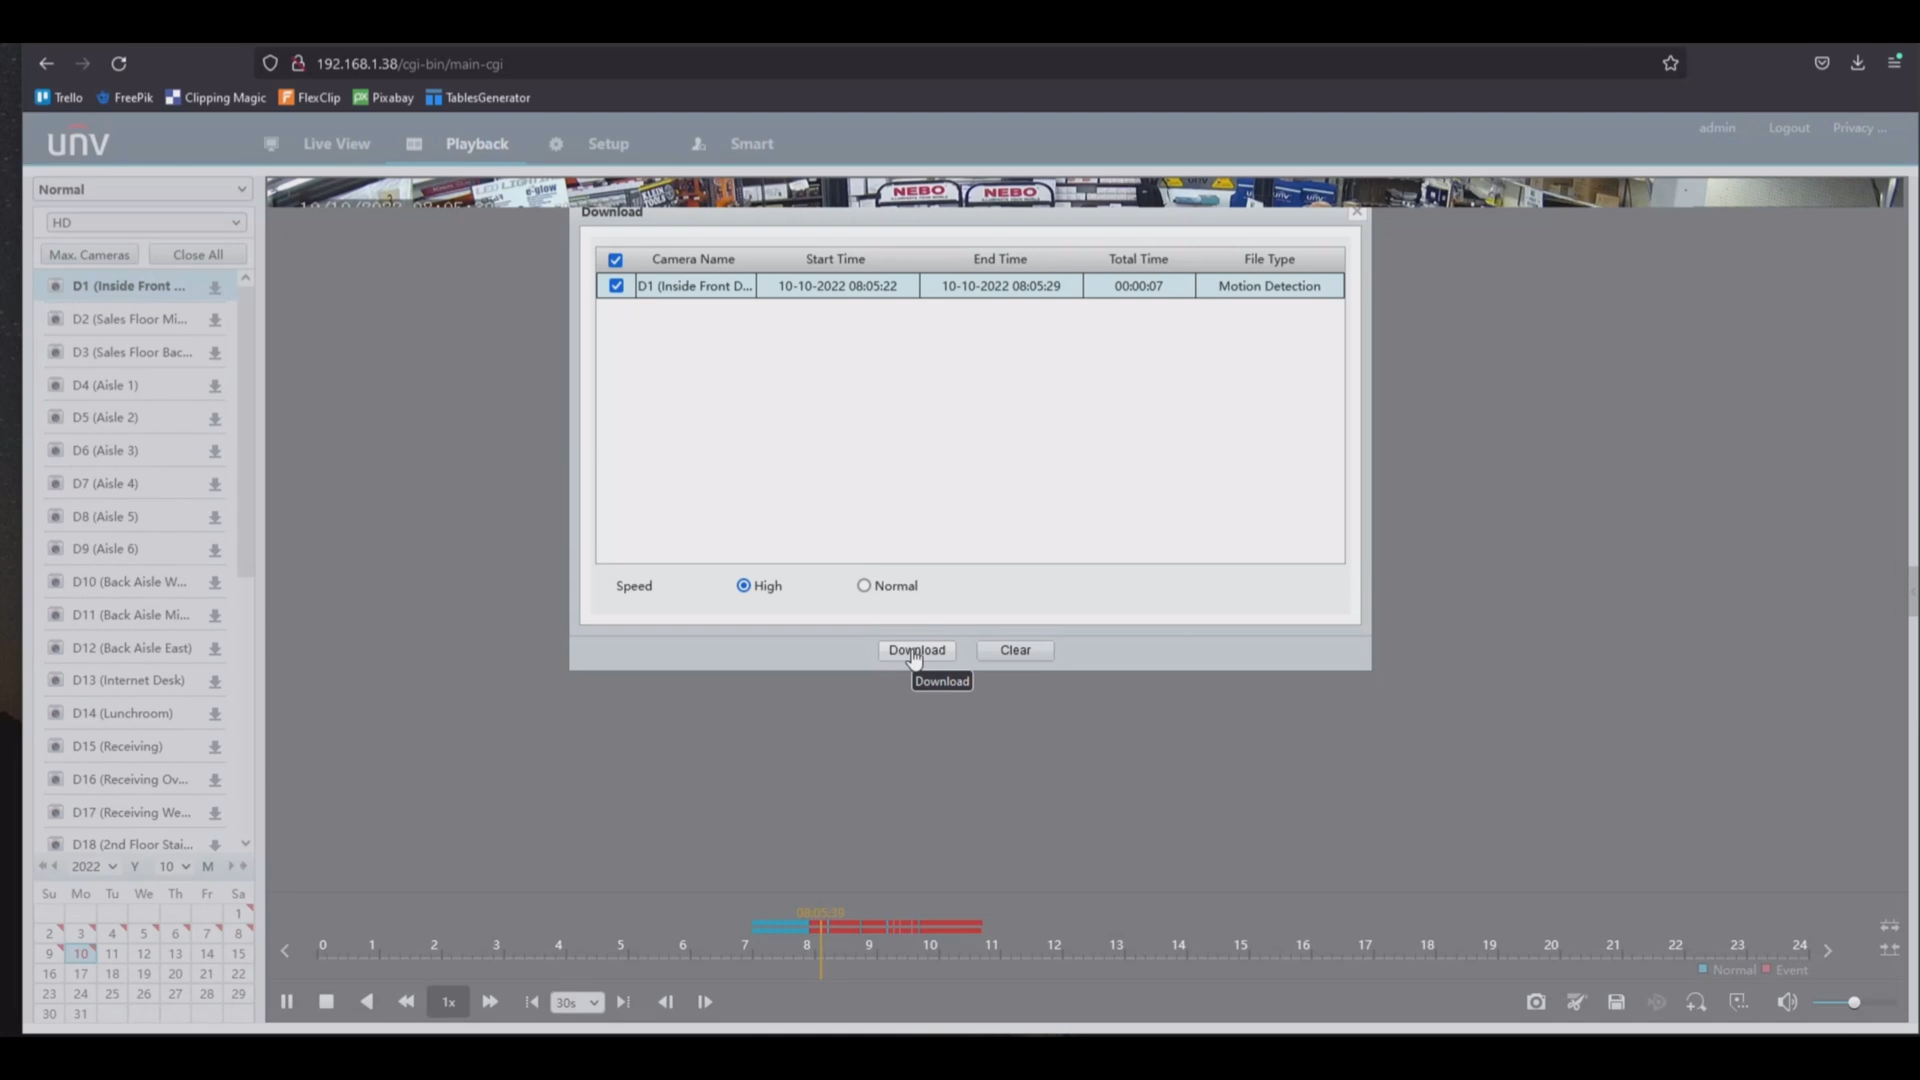 192.168.1.38/cgi-bin/main-cgi
Trello FreePik Clipping Magic FlexClip Pixabay TablesGenerator
unv Live View Playback Setup Smart admin Logout Privacy ...
Normal
HD
Max. Cameras Close All
D1 (Inside Front ...
D2 (Sales Floor Mi...
D3 (Sales Floor Bac...
D4 (Aisle 1)
D5 (Aisle 2)
D6 (Aisle 3)
D7 (Aisle 4)
D8 (Aisle 5)
D9 (Aisle 6)
D10 (Back Aisle W...
D11 (Back Aisle Mi...
D12 (Back Aisle East)
D13 (Internet Desk)
D14 (Lunchroom)
D15 (Receiving)
D16 (Receiving Ov...
D17 (Receiving We...
D18 (2nd Floor Stai...
2022 Y 10 M
Su Mo Tu We Th Fr Sa
1
2 3 4 5 6 7 8
9 10 11 12 13 14 15
16 17 18 19 20 21 22
23 24 25 26 27 28 29
30 31
LED LIGHTING e-glow KLEIN TOOLS NEBO NEBO
Download
Camera Name Start Time End Time Total Time File Type
D1 (Inside Front D... 10-10-2022 08:05:22 10-10-2022 08:05:29 00:00:07 Motion Detection
Speed High Normal
Download Clear
Download
08:05:39
0 1 2 3 4 5 6 7 8 9 10 11 12 13 14 15 16 17 18 19 20 21 22 23 24
Normal Event
1x 30s